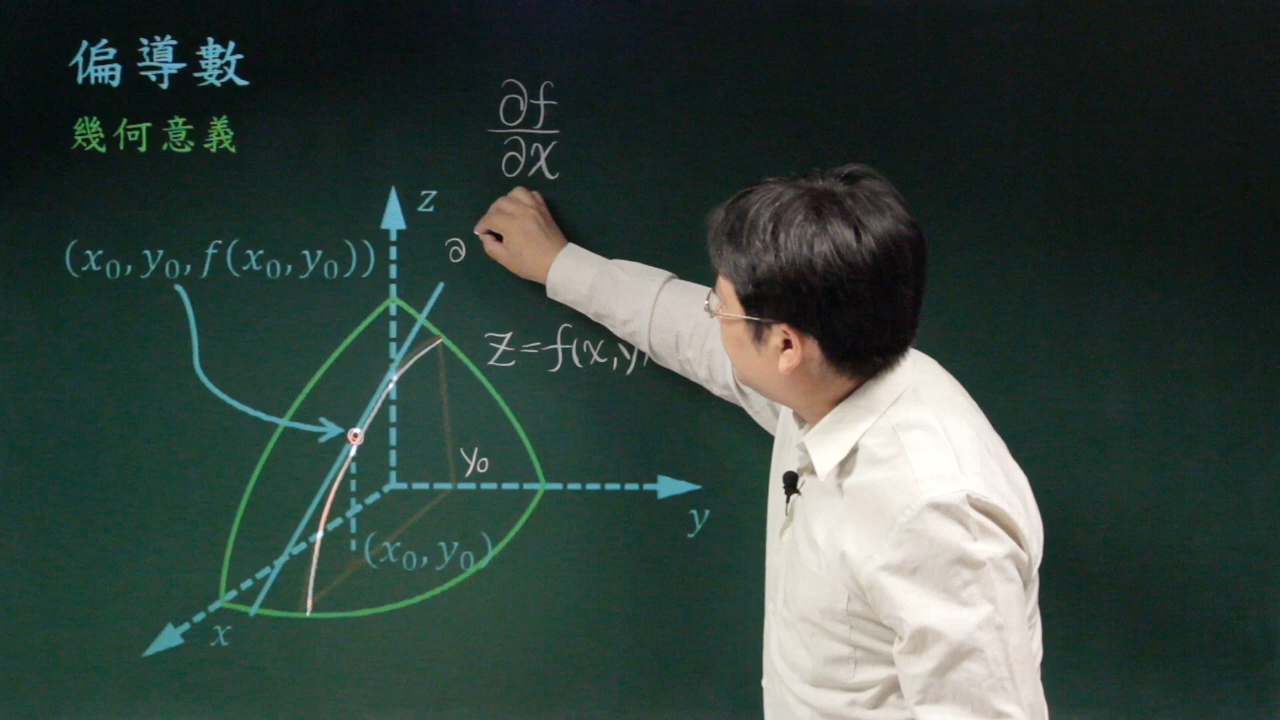 偏導數
幾何意義
∂f
∂x
z
(x₀, y₀, f(x₀, y₀))
∂
Z=f(x,y)
y₀
y
(x₀, y₀)
x